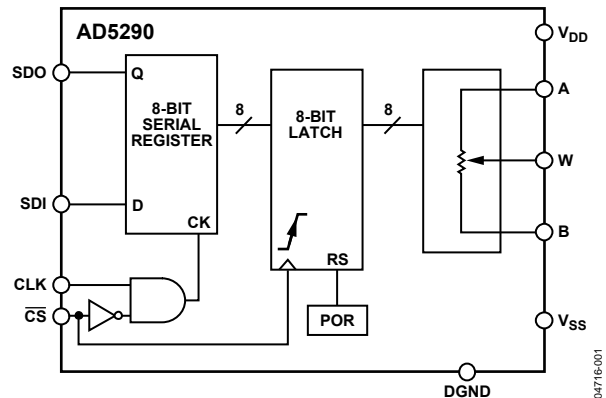 AD5290
SDO
Q
8-BIT
SERIAL
REGISTER
8
8-BIT
LATCH
8
VDD
A
W
B
SDI
D
CK
CLK
CS
RS
POR
VSS
DGND
04716-001